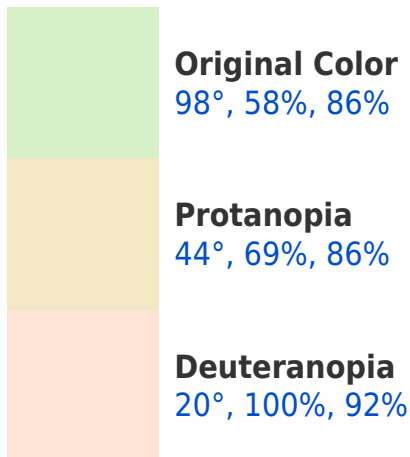 Original Color
98°, 58%, 86%
Protanopia
44°, 69%, 86%
Deuteranopia
20°, 100%, 92%